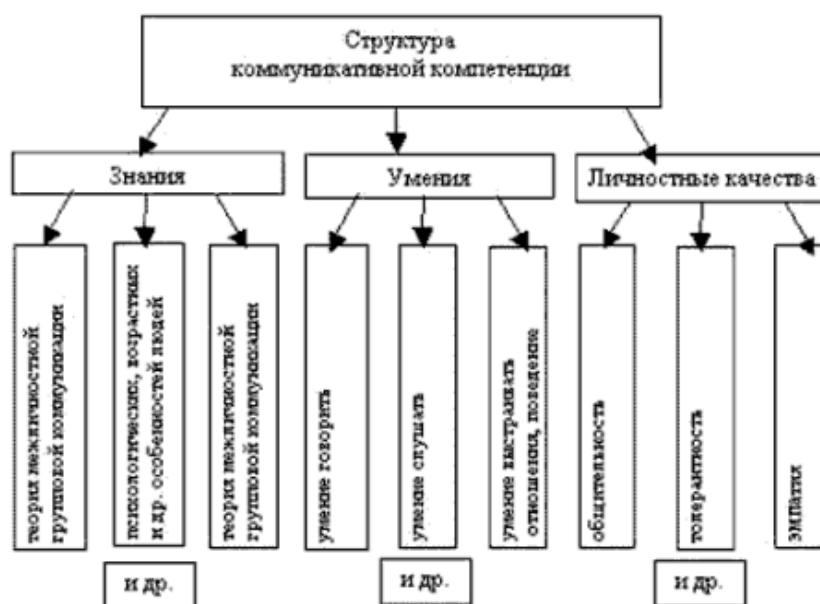 Структура
коммуникативной компетенции
Знания
Умения
Личностные качества
теория межличностной
групповой коммуникации
психологических, возрастных
и др. особенностей людей
теория межличностной
групповой коммуникации
умение говорить
умение слушать
умение выстраивать
отношения, поведение
общительность
толерантность
эмпатия
и др.
и др.
и др.